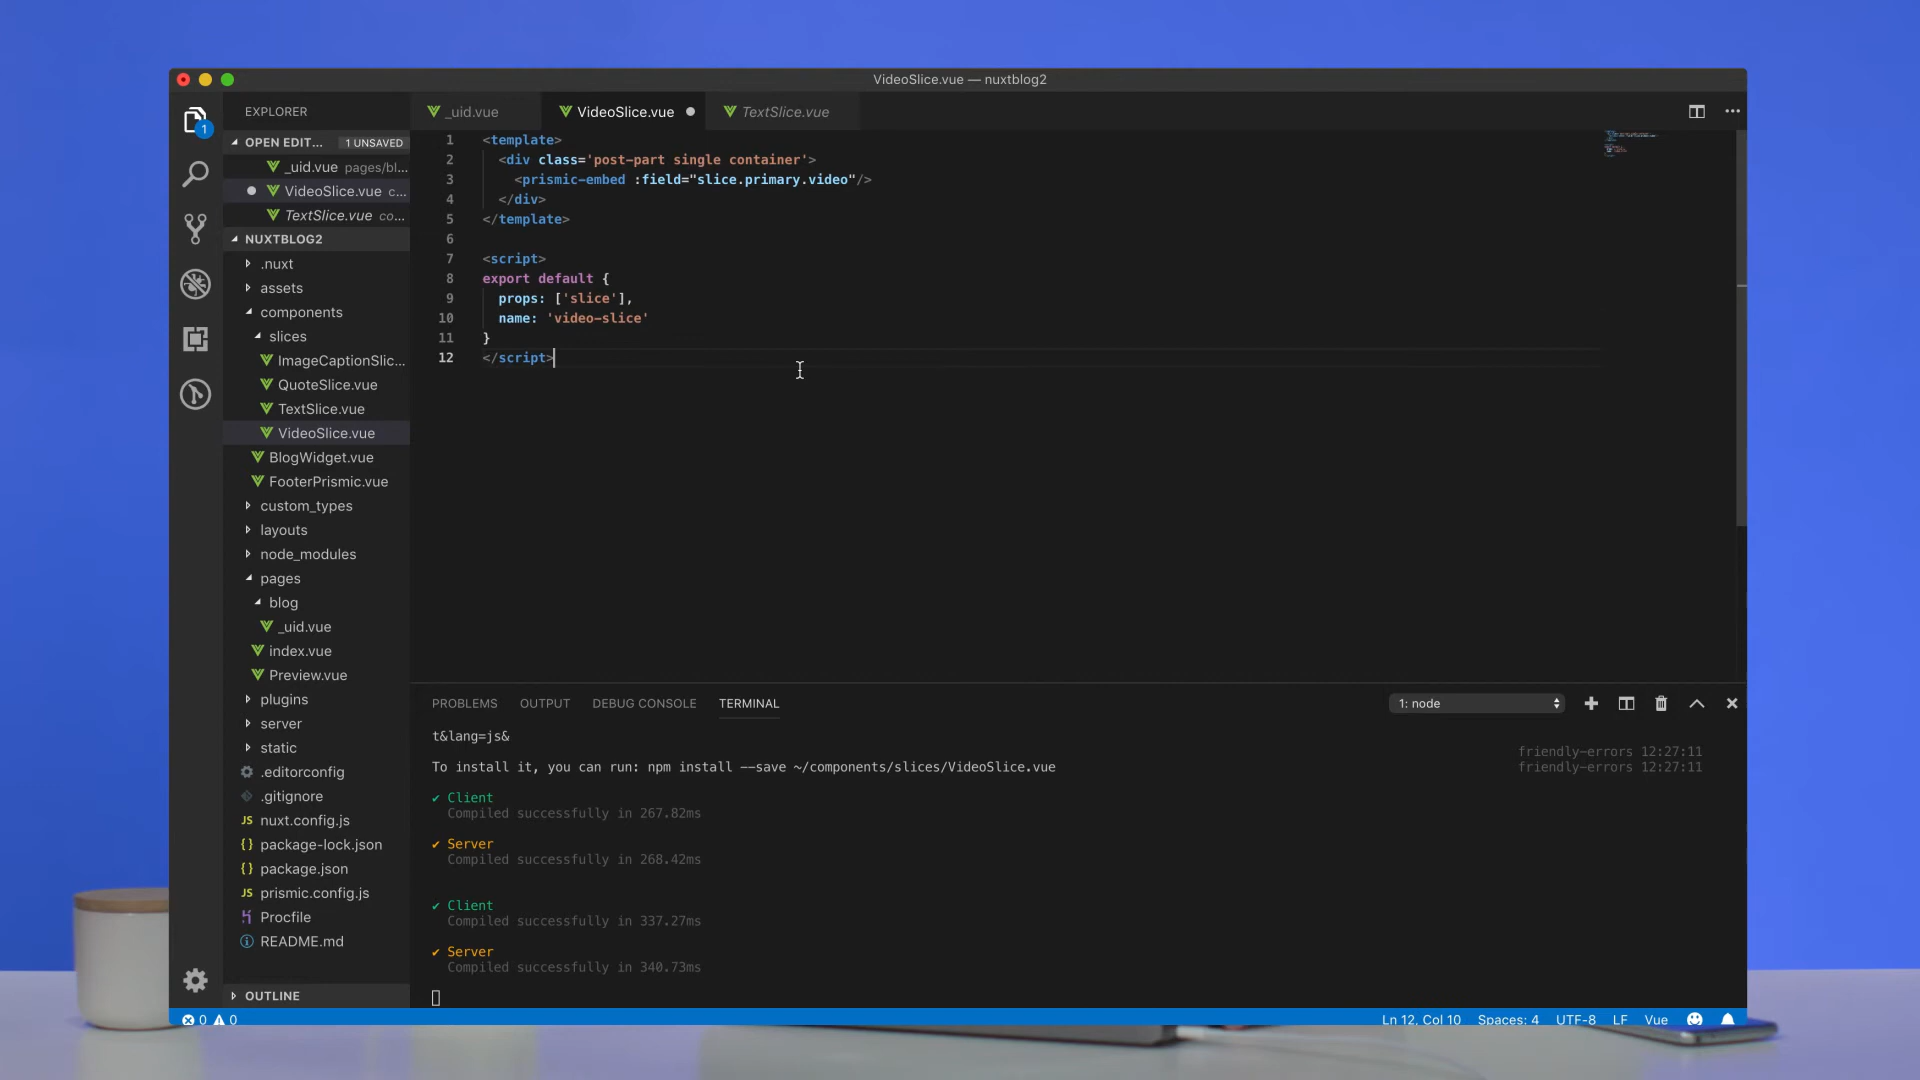 VideoSlice.vue — nuxtblog2
EXPLORER
_uid.vue
VideoSlice.vue
TextSlice.vue
1
OPEN EDIT... 1 UNSAVED
_uid.vue pages/bl...
VideoSlice.vue c...
TextSlice.vue co...
NUXTBLOG2
.nuxt
assets
components
slices
ImageCaptionSlic...
QuoteSlice.vue
TextSlice.vue
VideoSlice.vue
BlogWidget.vue
FooterPrismic.vue
custom_types
layouts
node_modules
pages
blog
_uid.vue
index.vue
Preview.vue
plugins
server
static
.editorconfig
.gitignore
JS nuxt.config.js
{} package-lock.json
{} package.json
JS prismic.config.js
Procfile
README.md
OUTLINE
1 <template>
2 <div class='post-part single container'>
3 <prismic-embed :field="slice.primary.video"/>
4 </div>
5 </template>
6
7 <script>
8 export default {
9 props: ['slice'],
10 name: 'video-slice'
11 }
12 </script>
PROBLEMS OUTPUT DEBUG CONSOLE TERMINAL
1: node
t&lang=js&
friendly-errors 12:27:11
To install it, you can run: npm install --save ~/components/slices/VideoSlice.vue
friendly-errors 12:27:11
✔ Client
Compiled successfully in 267.82ms
✔ Server
Compiled successfully in 268.42ms
✔ Client
Compiled successfully in 337.27ms
✔ Server
Compiled successfully in 340.73ms
0 0
Ln 12, Col 10 Spaces: 4 UTF-8 LF Vue